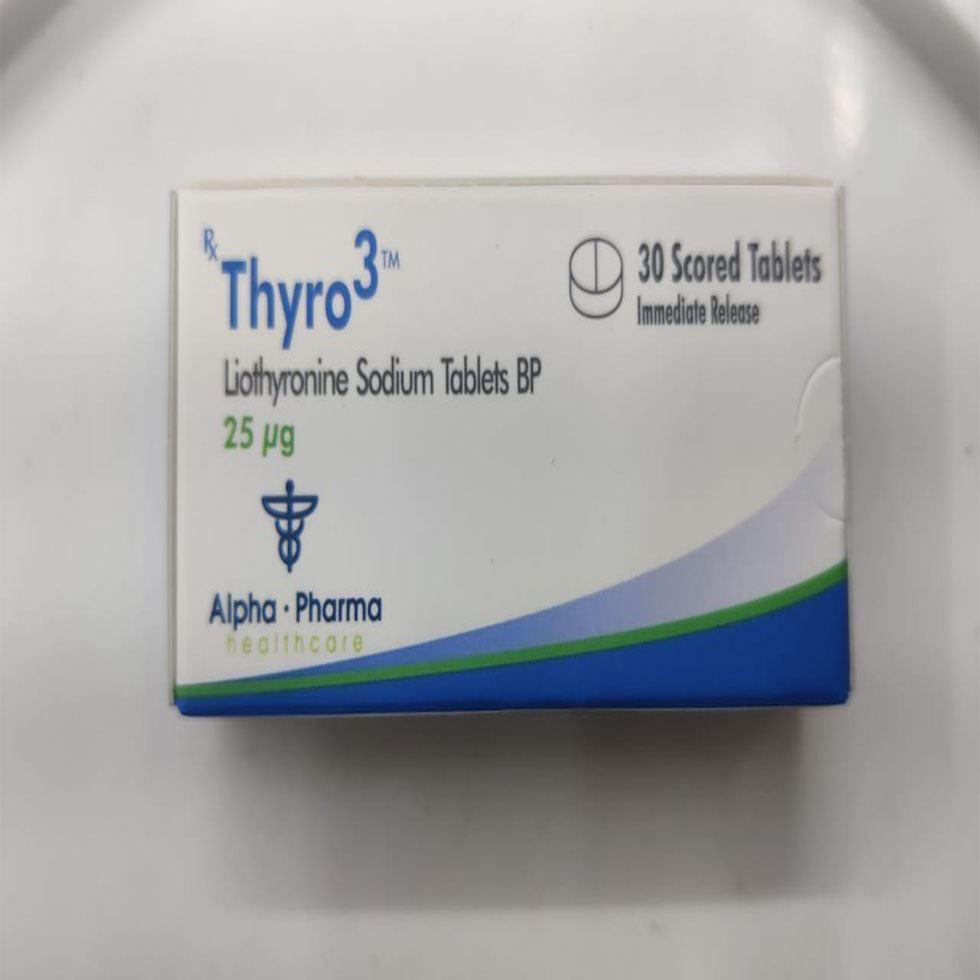 Rx
Thyro3™
Liothyronine Sodium Tablets BP
25 µg
Alpha · Pharma
healthcare
30 Scored Tablets
Immediate Release